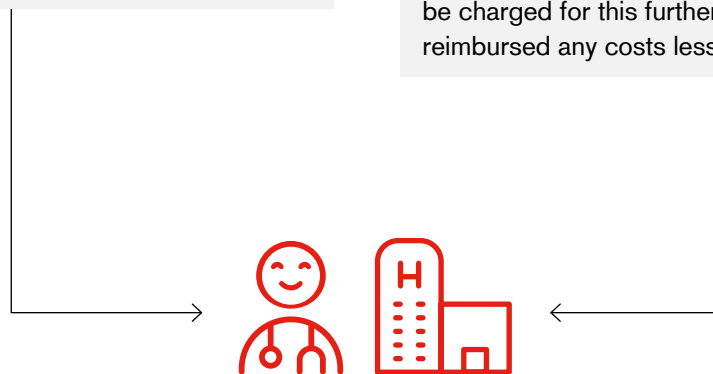 be charged for this further
reimbursed any costs less
H